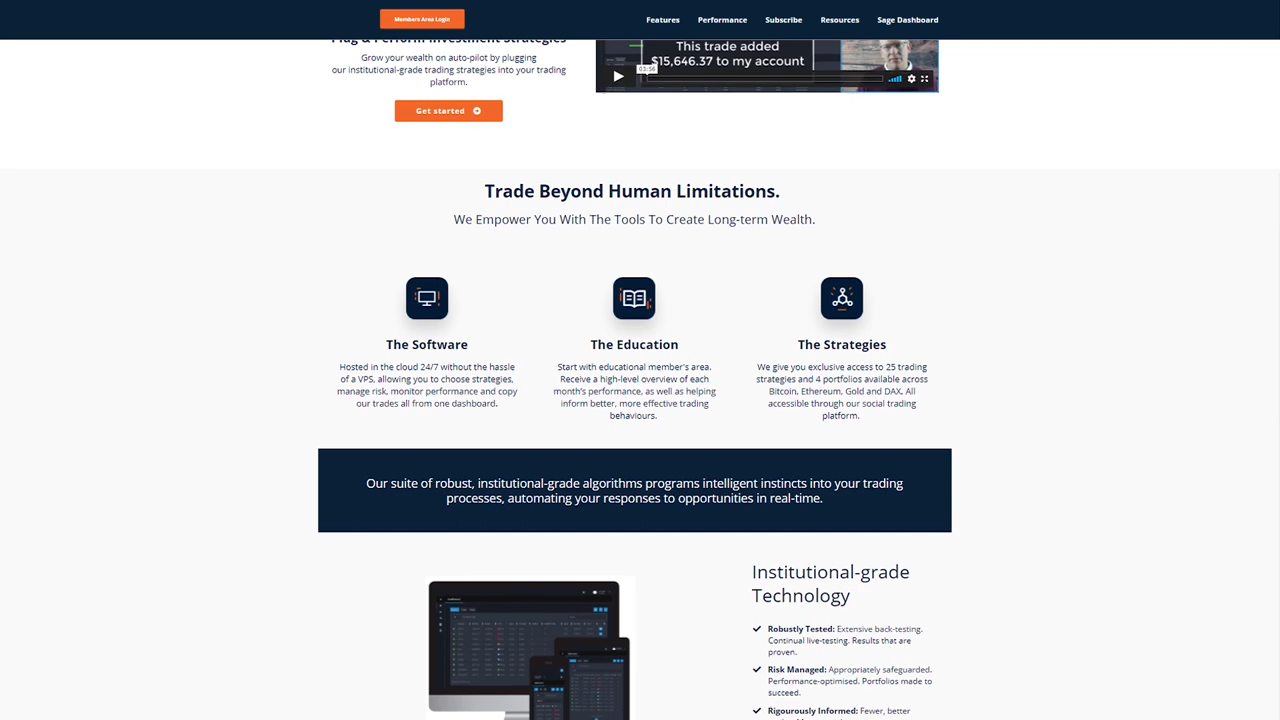 Members Area Login
Features
Performance
Subscribe
Resources
Sage Dashboard
Plug & Perform Investment Strategies
Grow your wealth on auto-pilot by plugging
our institutional-grade trading strategies into your trading
platform.
Get started
This trade added
$15,646.37 to my account
03:56
Trade Beyond Human Limitations.
We Empower You With The Tools To Create Long-term Wealth.
The Software
Hosted in the cloud 24/7 without the hassle
of a VPS, allowing you to choose strategies,
manage risk, monitor performance and copy
our trades all from one dashboard.
The Education
Start with educational member's area.
Receive a high-level overview of each
month's performance, as well as helping
inform better, more effective trading
behaviours.
The Strategies
We give you exclusive access to 25 trading
strategies and 4 portfolios available across
Bitcoin, Ethereum, Gold and DAX. All
accessible through our social trading
platform.
Our suite of robust, institutional-grade algorithms programs intelligent instincts into your trading
processes, automating your responses to opportunities in real-time.
Institutional-grade
Technology
Robustly Tested: Extensive back-testing.
Continual live-testing. Results that are
proven.
Risk Managed: Appropriately safeguarded.
Performance-optimised. Portfolios made to
succeed.
Rigourously Informed: Fewer, better